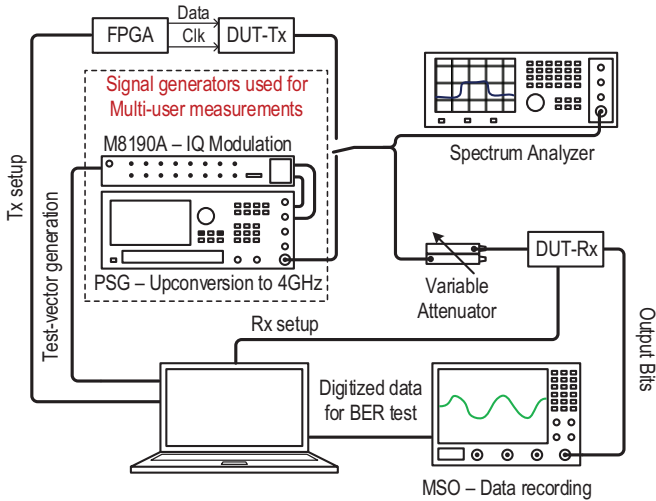 Data
FPGA
Clk
DUT-Tx
Signal generators used for
Multi-user measurements
M8190A – IQ Modulation
Spectrum Analyzer
Tx setup
Test-vector generation
PSG – Upconversion to 4GHz
Variable
Attenuator
DUT-Rx
Rx setup
Output Bits
Digitized data
for BER test
MSO – Data recording